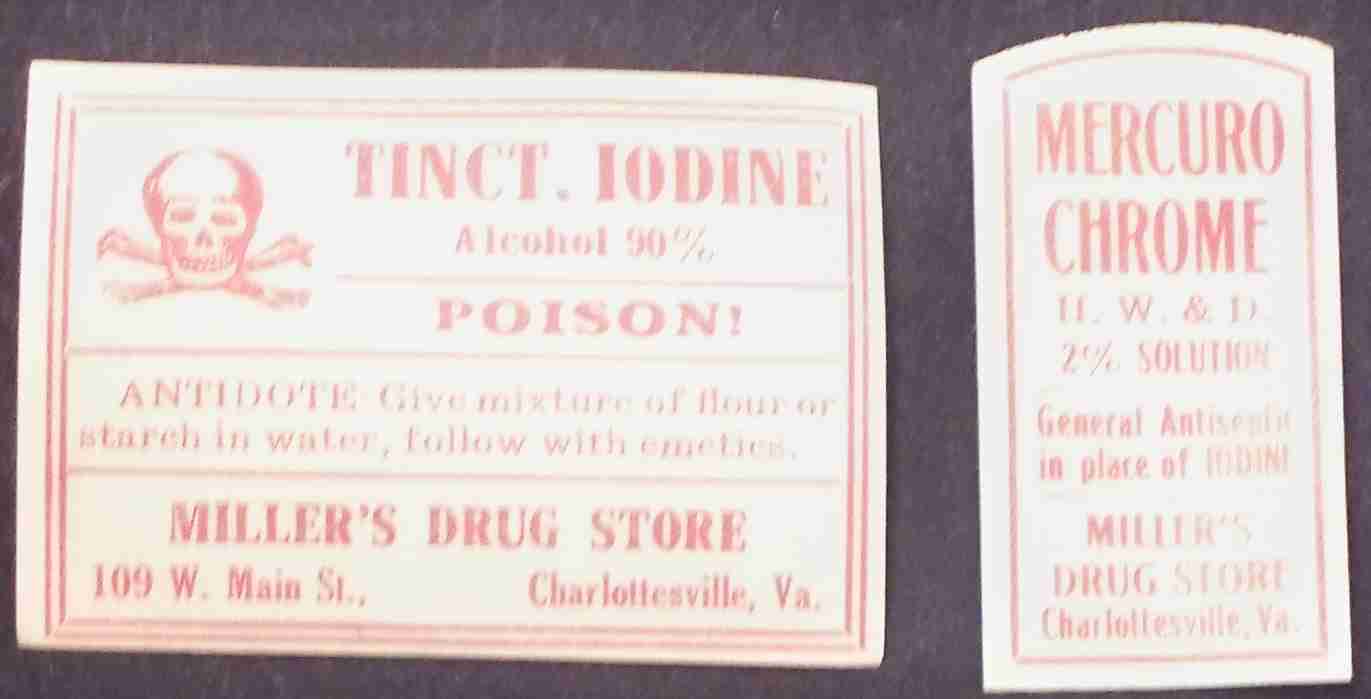 TINCT. IODINE
Alcohol 90%
POISON!
ANTIDOTE: Give mixture of flour or
starch in water, follow with emetics.
MILLER'S DRUG STORE
109 W. Main St., Charlottesville, Va.
MERCURO
CHROME
H. W. & D.
2% SOLUTION
General Antiseptic
in place of IODINE
MILLER'S
DRUG STORE
Charlottesville, Va.